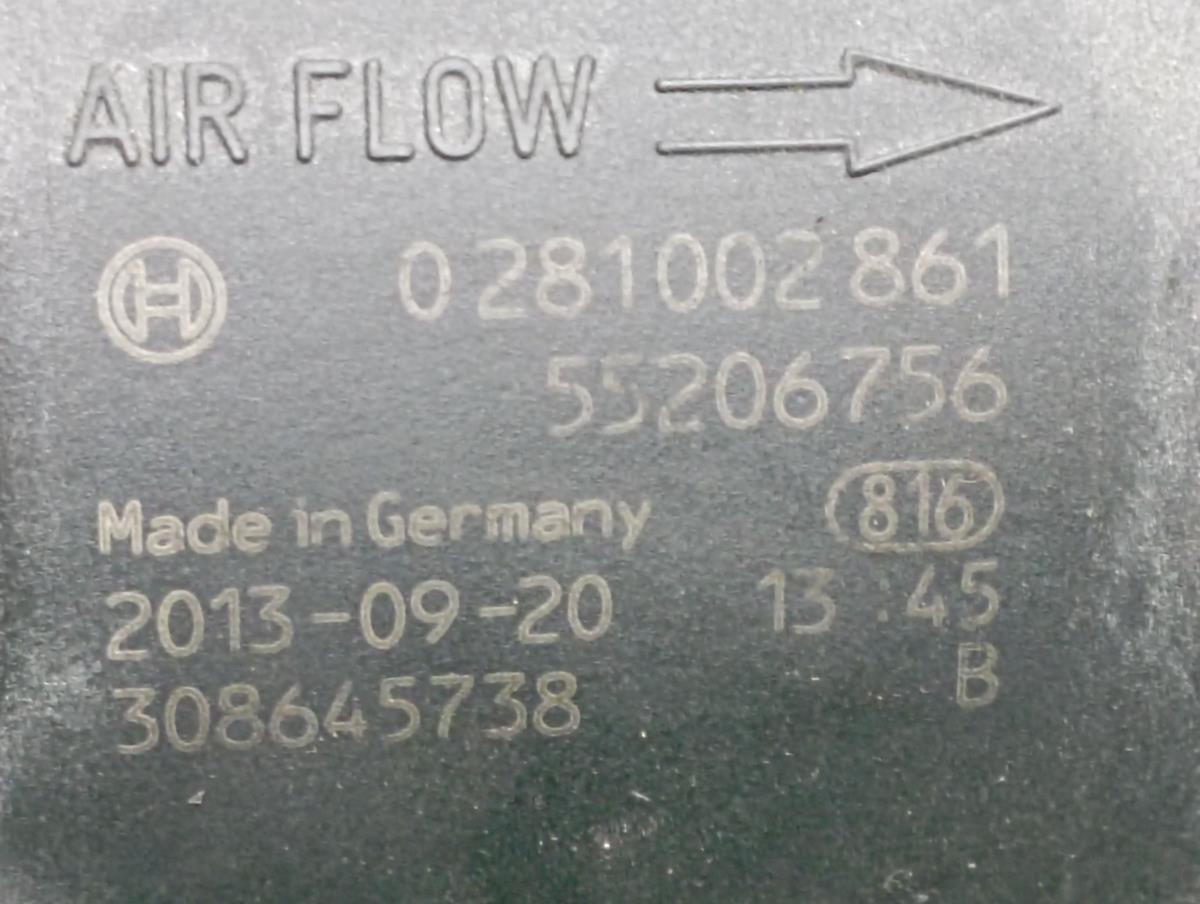 AIR FLOW
0 281 002 861
55206756
Made in Germany 816
2013-09-20 13:45
308645738 B